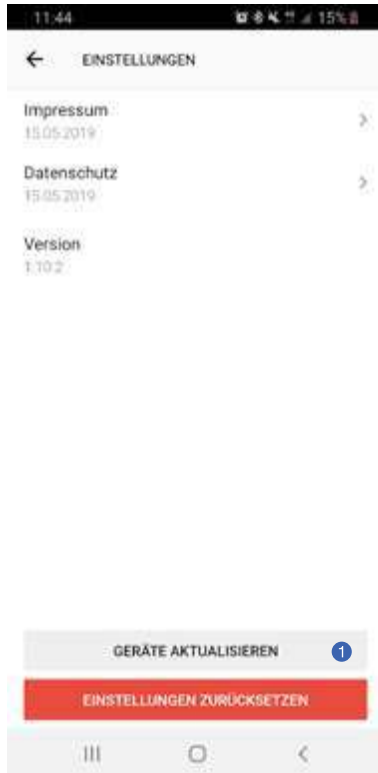 11:44 15%
EINSTELLUNGEN
Impressum
15.05.2019
Datenschutz
15.05.2019
Version
1.10.2
GERÄTE AKTUALISIEREN 1
EINSTELLUNGEN ZURÜCKSETZEN